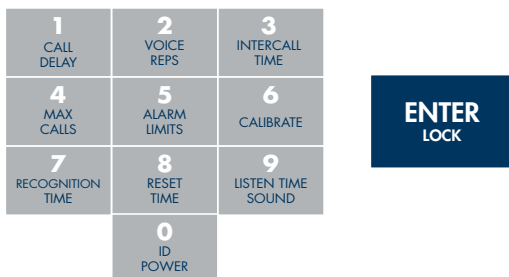 1
CALL
DELAY
2
VOICE
REPS
3
INTERCALL
TIME
4
MAX
CALLS
5
ALARM
LIMITS
6
CALIBRATE
7
RECOGNITION
TIME
8
RESET
TIME
9
LISTEN TIME
SOUND
0
ID
POWER
ENTER
LOCK